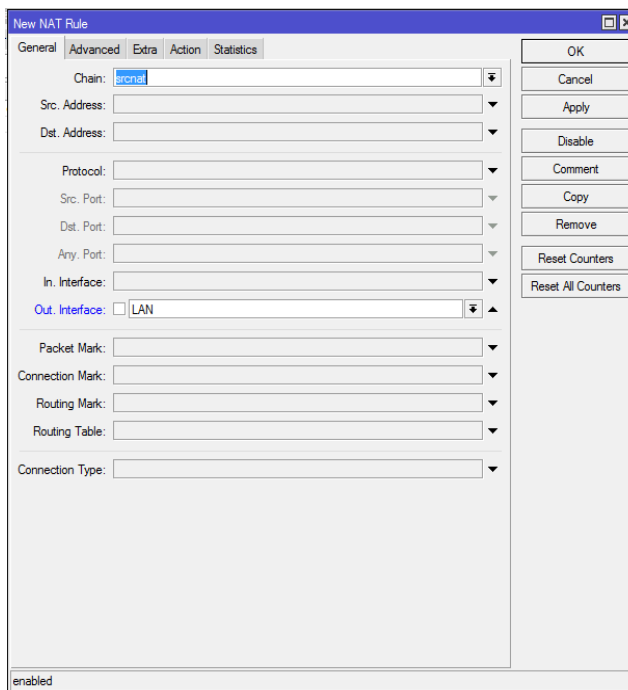 New NAT Rule
General Advanced Extra Action Statistics
Chain: srcnat
Src. Address:
Dst. Address:
Protocol:
Src. Port:
Dst. Port:
Any. Port:
In. Interface:
Out. Interface: LAN
Packet Mark:
Connection Mark:
Routing Mark:
Routing Table:
Connection Type:
OK
Cancel
Apply
Disable
Comment
Copy
Remove
Reset Counters
Reset All Counters
enabled